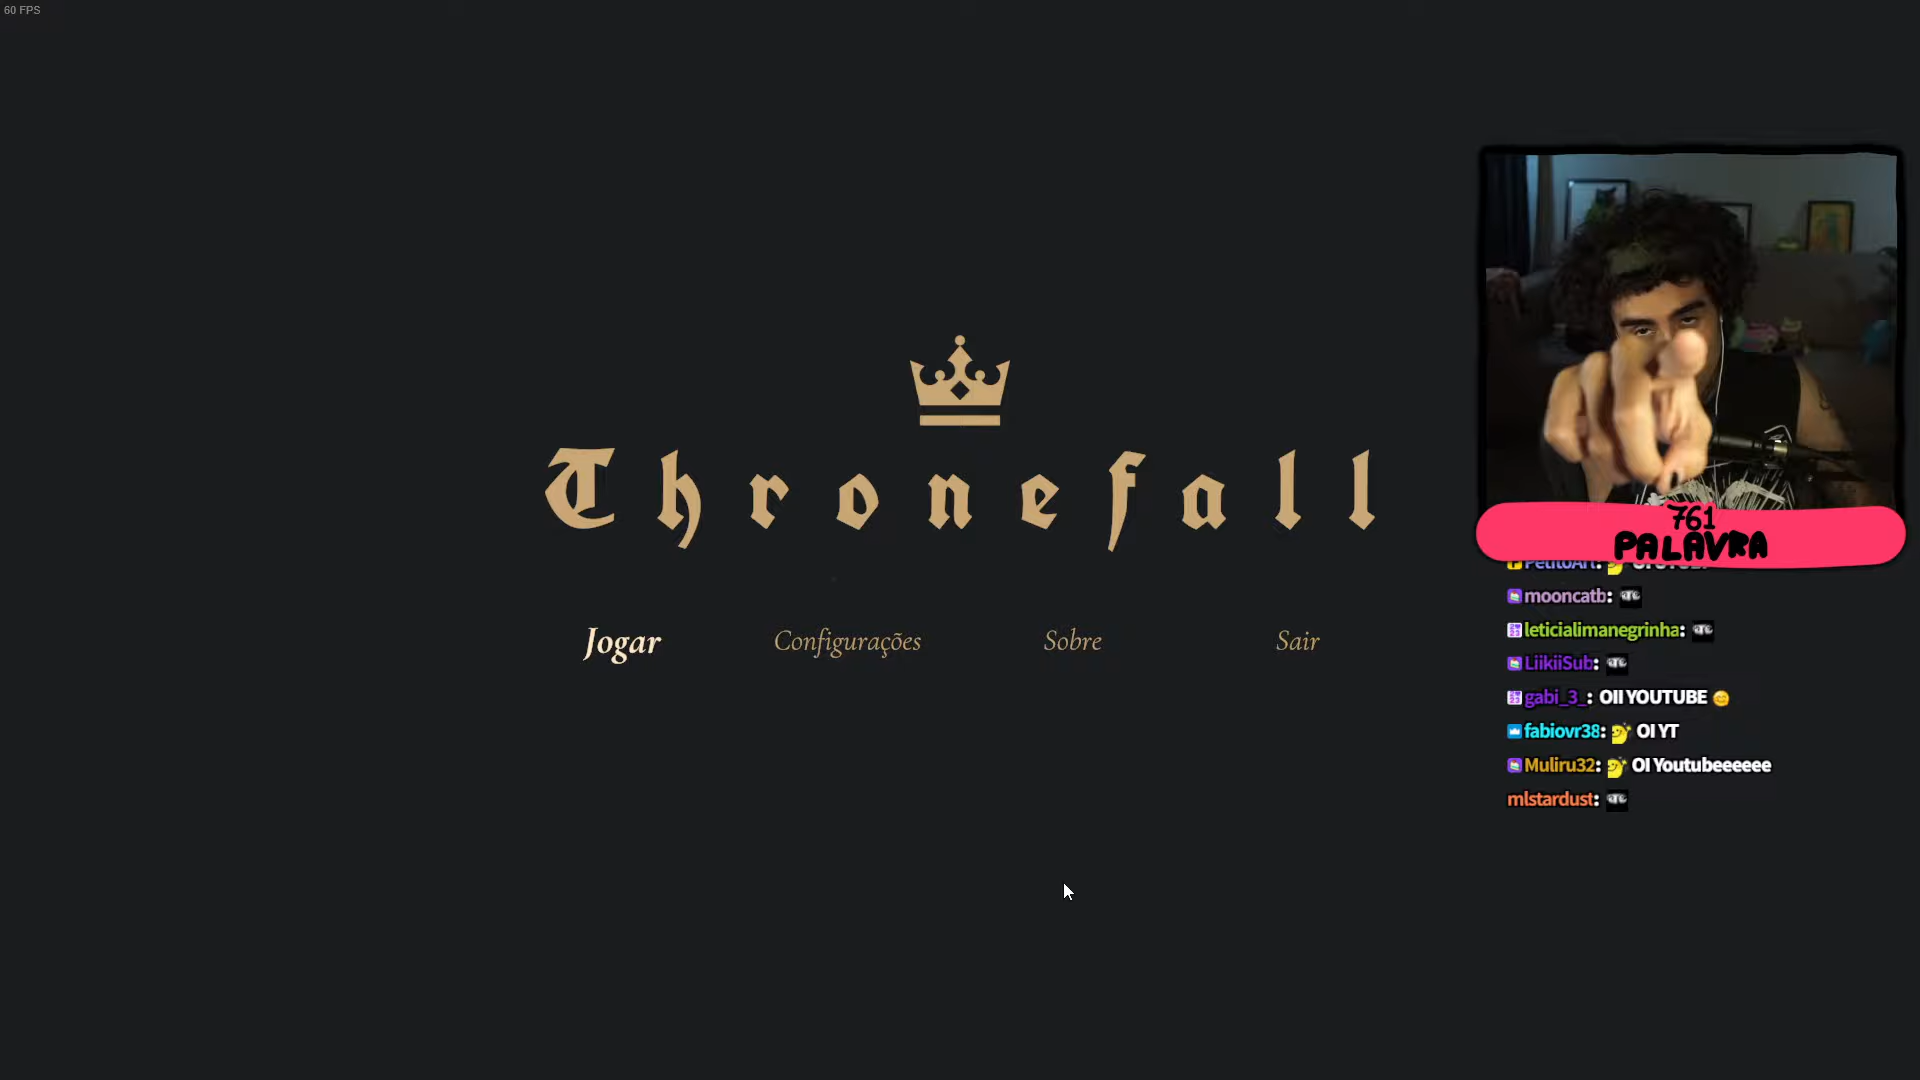 60 FPS
Thronefall
Jogar Configurações Sobre Sair
761
PALAVRA
mooncatb:
leticialimanegrinha:
LiikiiSub:
gabi_3_: OII YOUTUBE
fabiovr38: OI YT
Muliru32: OI Youtubeeeeee
mlstardust: